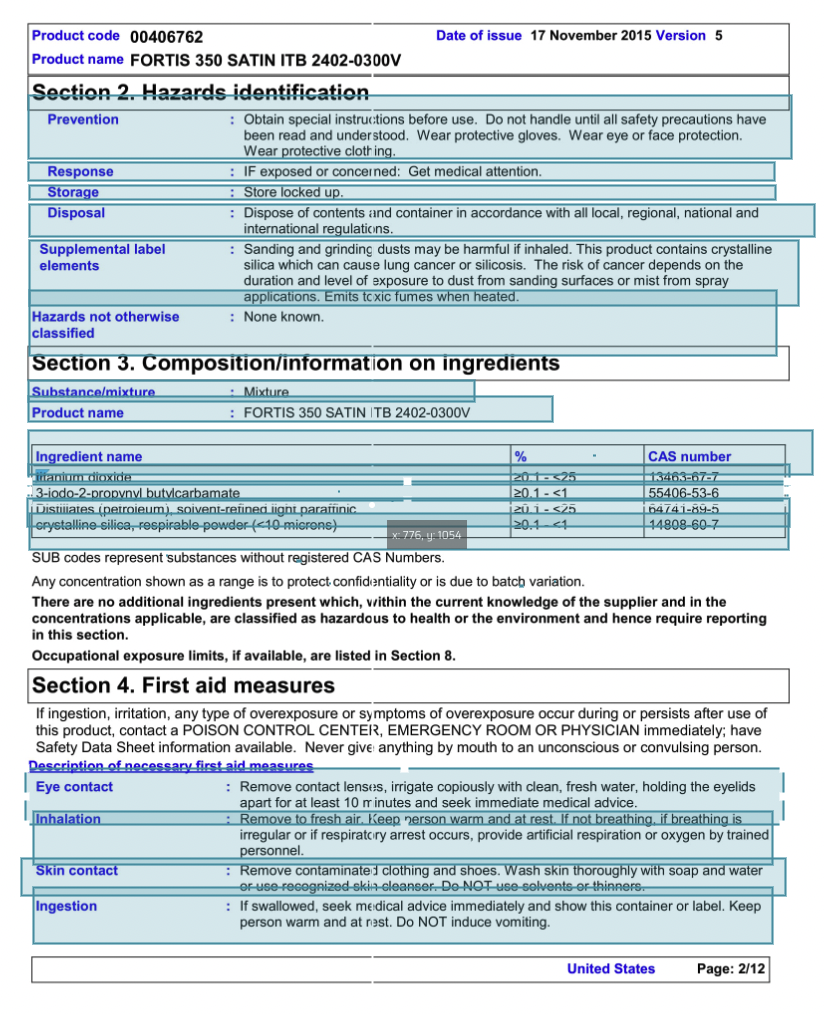 Product code 00406762 Date of issue 17 November 2015 Version 5
Product name FORTIS 350 SATIN ITB 2402-0300V
Section 2. Hazards identification
Prevention : Obtain special instructions before use. Do not handle until all safety precautions have
been read and understood. Wear protective gloves. Wear eye or face protection.
Wear protective clothing.
Response : IF exposed or concerned: Get medical attention.
Storage : Store locked up.
Disposal : Dispose of contents and container in accordance with all local, regional, national and
international regulations.
Supplemental label : Sanding and grinding dusts may be harmful if inhaled. This product contains crystalline
elements silica which can cause lung cancer or silicosis. The risk of cancer depends on the
duration and level of exposure to dust from sanding surfaces or mist from spray
applications. Emits toxic fumes when heated.
Hazards not otherwise : None known.
classified
Section 3. Composition/information on ingredients
Substance/mixture : Mixture
Product name : FORTIS 350 SATIN ITB 2402-0300V
Ingredient name % CAS number
titanium dioxide ≥0.1 - <25 13463-67-7
3-iodo-2-propynyl butylcarbamate ≥0.1 - <1 55406-53-6
Distillates (petroleum), solvent-refined light paraffinic ≥0.1 - <25 64741-89-5
crystalline silica, respirable powder (<10 microns) ≥0.1 - <1 14808-60-7
x: 776, y: 1054
SUB codes represent substances without registered CAS Numbers.
Any concentration shown as a range is to protect confidentiality or is due to batch variation.
There are no additional ingredients present which, within the current knowledge of the supplier and in the
concentrations applicable, are classified as hazardous to health or the environment and hence require reporting
in this section.
Occupational exposure limits, if available, are listed in Section 8.
Section 4. First aid measures
If ingestion, irritation, any type of overexposure or symptoms of overexposure occur during or persists after use of
this product, contact a POISON CONTROL CENTER, EMERGENCY ROOM OR PHYSICIAN immediately; have
Safety Data Sheet information available. Never give anything by mouth to an unconscious or convulsing person.
Description of necessary first aid measures
Eye contact : Remove contact lenses, irrigate copiously with clean, fresh water, holding the eyelids
apart for at least 10 minutes and seek immediate medical advice.
Inhalation : Remove to fresh air. Keep person warm and at rest. If not breathing, if breathing is
irregular or if respiratory arrest occurs, provide artificial respiration or oxygen by trained
personnel.
Skin contact : Remove contaminated clothing and shoes. Wash skin thoroughly with soap and water
or use recognized skin cleanser. Do NOT use solvents or thinners.
Ingestion : If swallowed, seek medical advice immediately and show this container or label. Keep
person warm and at rest. Do NOT induce vomiting.
United States Page: 2/12